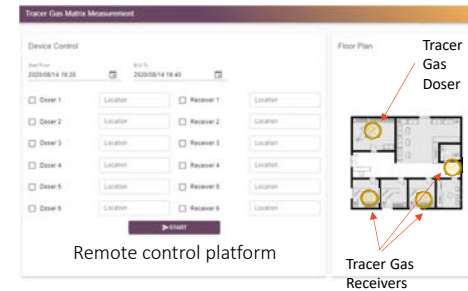 Tracer Gas Matrix Measurement
Device Control
Start From
End To
2020/08/14 19:20
2020/08/14 19:40
Doser 1
Location
Receiver 1
Location
Doser 2
Location
Receiver 2
Location
Doser 3
Location
Receiver 3
Location
Doser 4
Location
Receiver 4
Location
Doser 5
Location
Receiver 5
Location
Doser 6
Location
Receiver 6
Location
START
Remote control platform
Floor Plan
Tracer
Gas
Doser
Tracer Gas
Receivers